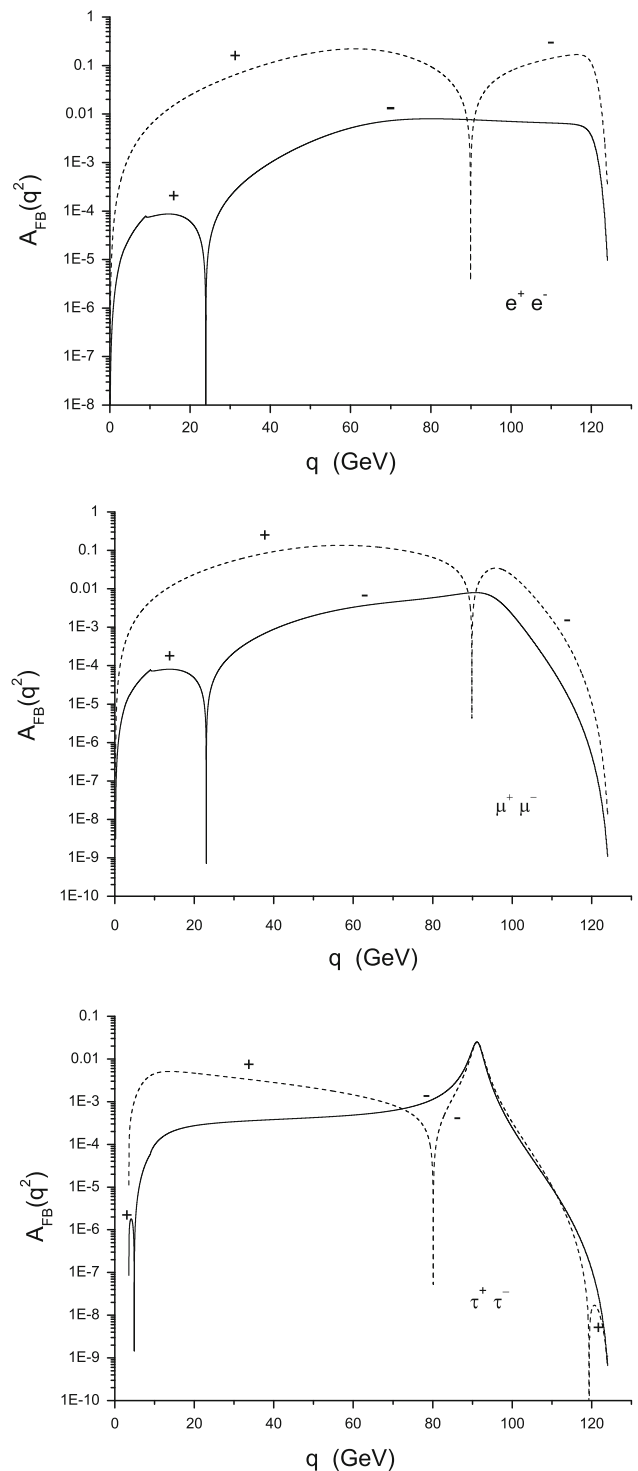 1
0.1
0.01
1E-3
1E-4
1E-5
1E-6
1E-7
1E-8
A_FB(q²)
+
-
-
+
e⁺ e⁻
0 20 40 60 80 100 120
q (GeV)
1
0.1
0.01
1E-3
1E-4
1E-5
1E-6
1E-7
1E-8
1E-9
1E-10
A_FB(q²)
+
-
-
+
μ⁺ μ⁻
0 20 40 60 80 100 120
q (GeV)
0.1
0.01
1E-3
1E-4
1E-5
1E-6
1E-7
1E-8
1E-9
1E-10
A_FB(q²)
+
-
-
+
τ⁺ τ⁻
+
0 20 40 60 80 100 120
q (GeV)